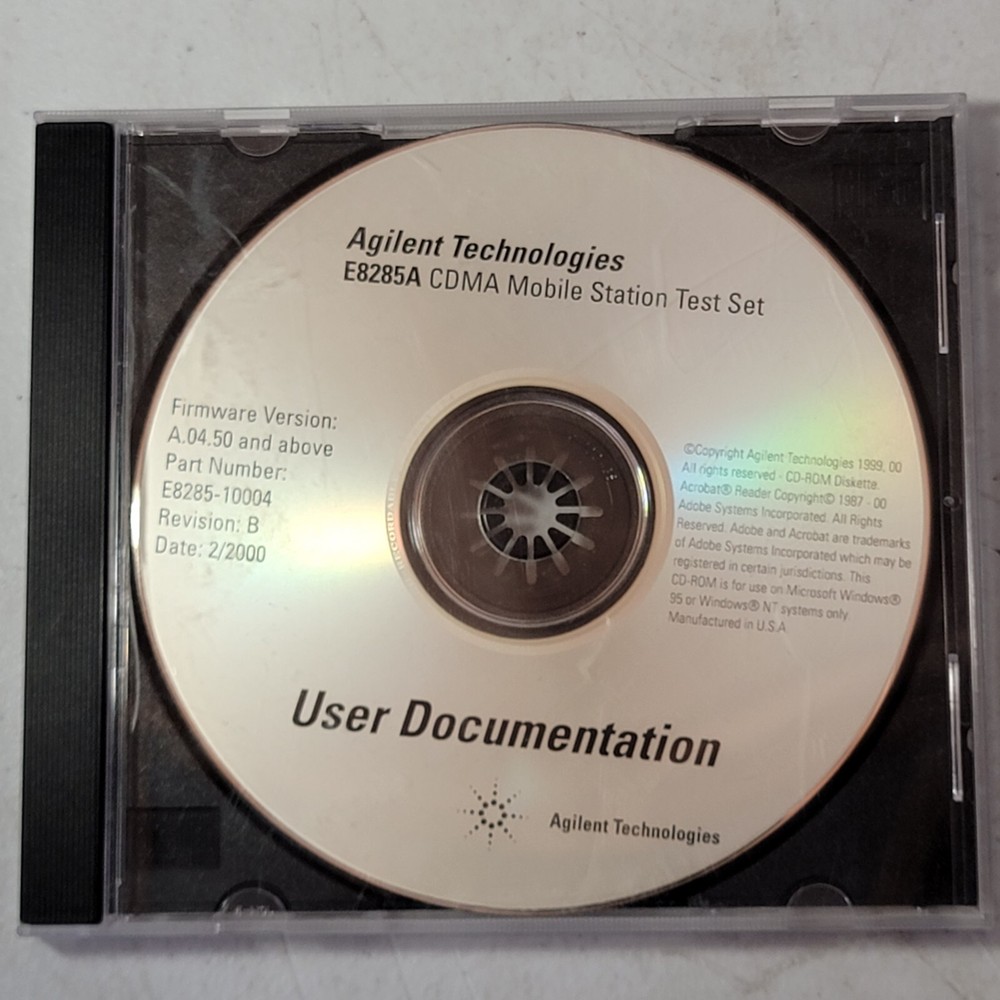 Agilent Technologies
E8285A CDMA Mobile Station Test Set
Firmware Version:
A.04.50 and above
Part Number:
E8285-10004
Revision: B
Date: 2/2000
©Copyright Agilent Technologies 1999, 00
All rights reserved - CD-ROM Diskette.
Acrobat® Reader Copyright© 1987 - 00
Adobe Systems Incorporated. All Rights
Reserved. Adobe and Acrobat are trademarks
of Adobe Systems Incorporated which may be
registered in certain jurisdictions. This
CD-ROM is for use on Microsoft Windows®
95 or Windows® NT systems only.
Manufactured in U.S.A
User Documentation
Agilent Technologies